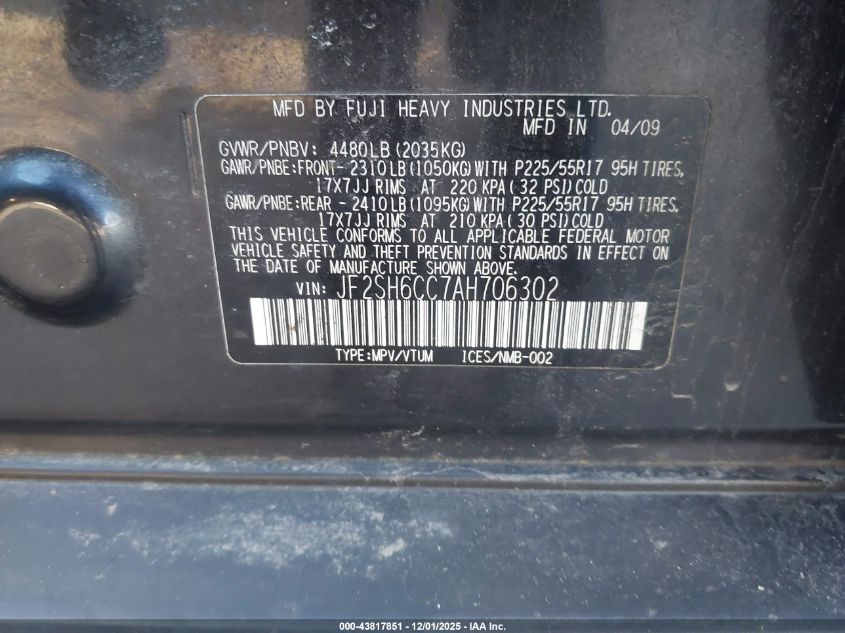 MFD BY FUJI HEAVY INDUSTRIES LTD.
MFD IN 04/09
GVWR/PNBV: 4480LB (2035KG)
GAWR/PNBE:FRONT- 2310LB (1050KG) WITH P225/55R17 95H TIRES,
17X7JJ RIMS AT 220 KPA ( 32 PSI) COLD
GAWR/PNBE:REAR - 2410LB (1095KG) WITH P225/55R17 95H TIRES,
17X7JJ RIMS AT 210 KPA ( 30 PSI) COLD
THIS VEHICLE CONFORMS TO ALL APPLICABLE FEDERAL MOTOR
VEHICLE SAFETY AND THEFT PREVENTION STANDARDS IN EFFECT ON
THE DATE OF MANUFACTURE SHOWN ABOVE.
VIN: JF2SH6CC7AH706302
TYPE:MPV/VTUM ICES/NMB-002
000-43817851 - 12/01/2025 - IAA Inc.